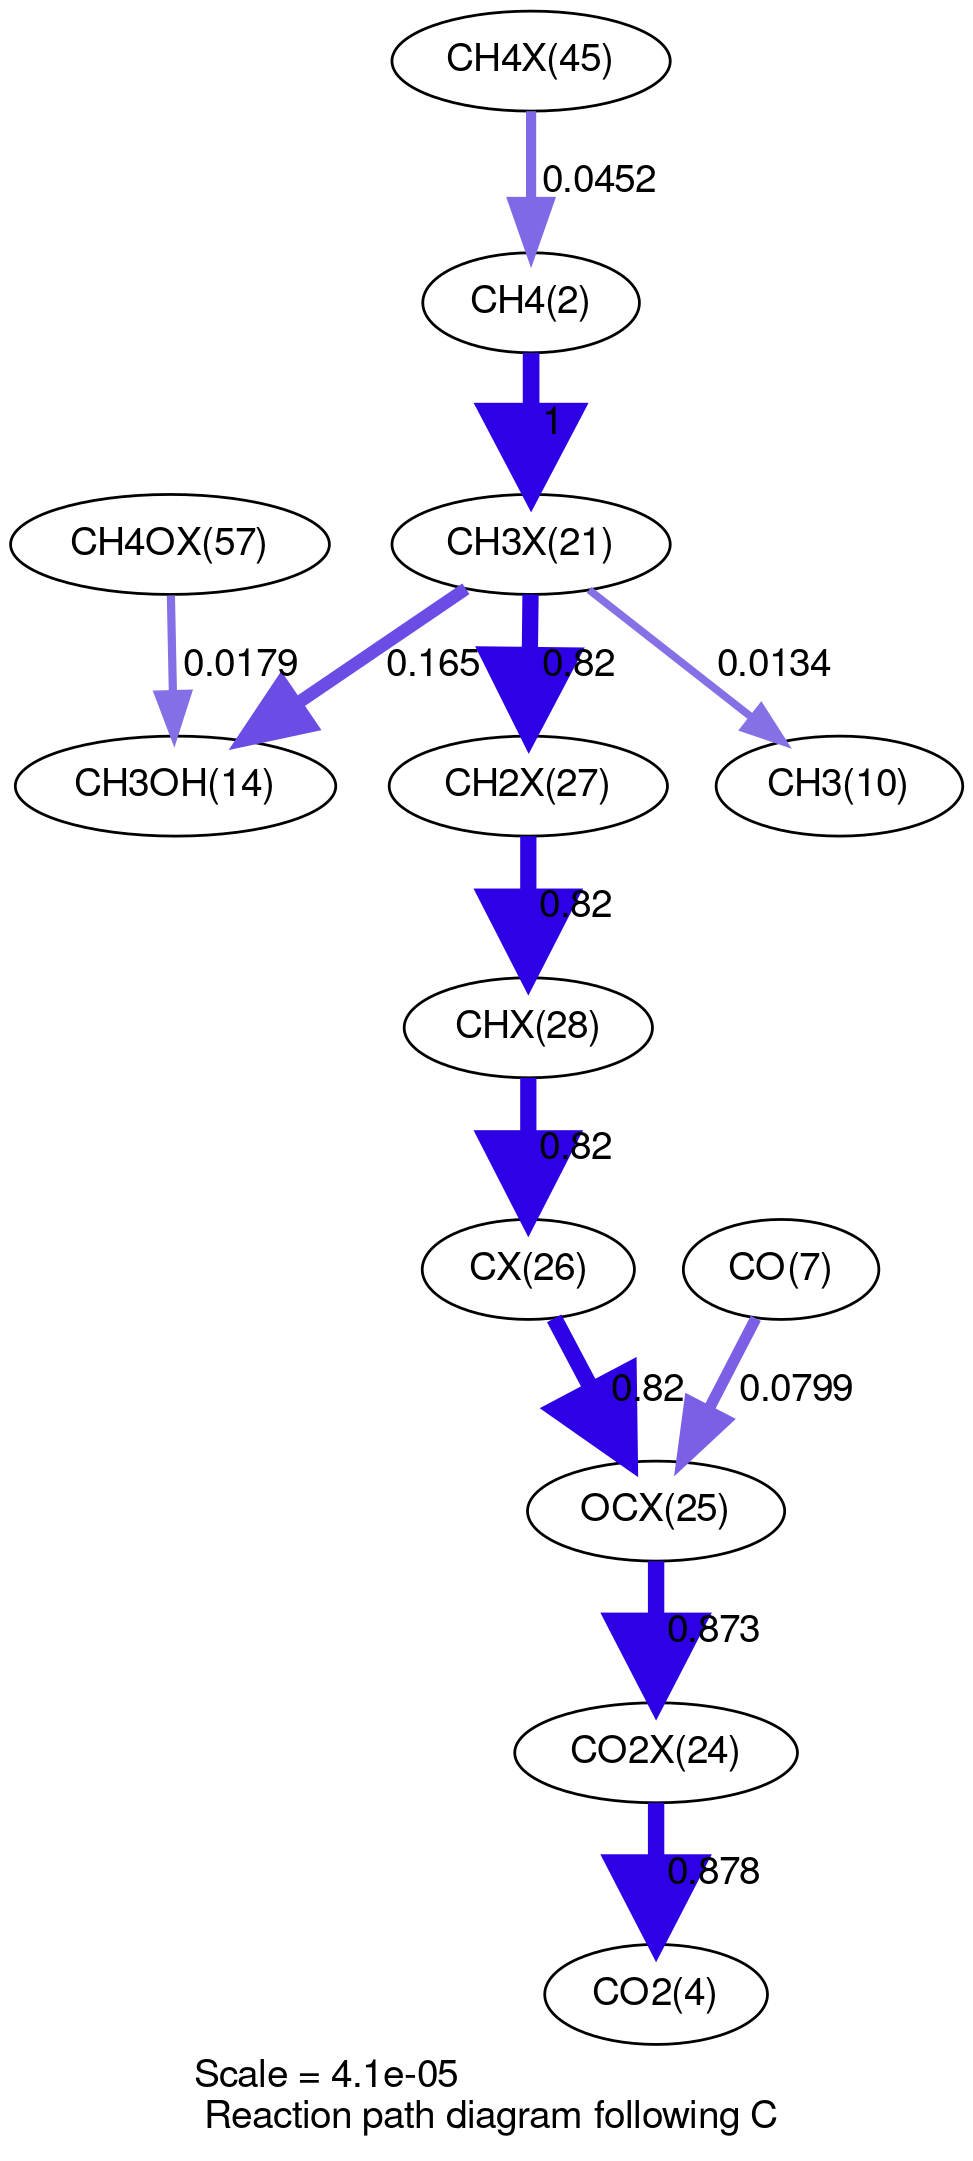 CH4X(45)
0.0452
CH4(2)
1
CH4OX(57)
CH3X(21)
0.0179
0.165
0.82
0.0134
CH3OH(14)
CH2X(27)
CH3(10)
0.82
CHX(28)
0.82
CX(26)
CO(7)
0.82
0.0799
OCX(25)
0.873
CO2X(24)
0.878
CO2(4)
Scale = 4.1e-05
Reaction path diagram following C